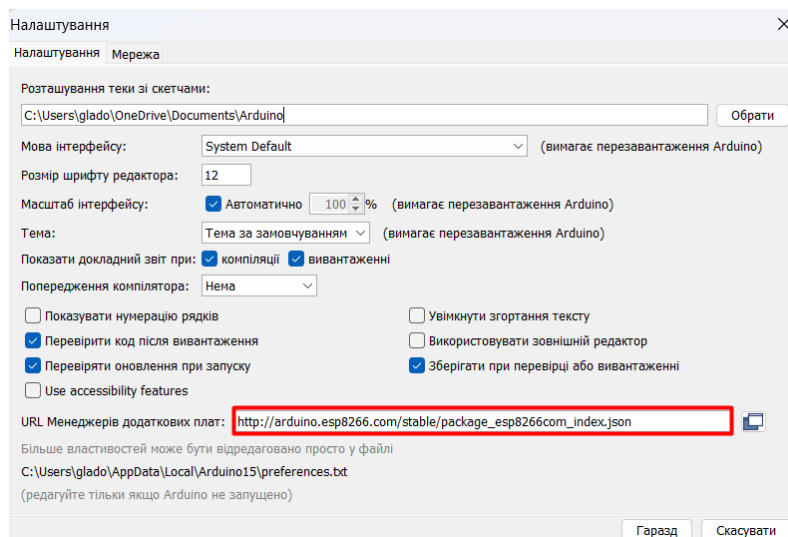 Налаштування
Налаштування Мережа
Розташування теки зі скетчами:
C:\Users\glado\OneDrive\Documents\Arduino Обрати
Мова інтерфейсу: System Default (вимагає перезавантаження Arduino)
Розмір шрифту редактора: 12
Масштаб інтерфейсу: Автоматично 100 % (вимагає перезавантаження Arduino)
Тема: Тема за замовчуванням (вимагає перезавантаження Arduino)
Показати докладний звіт при: компіляції вивантаженні
Попередження компілятора: Нема
Показувати нумерацію рядків Увімкнути згортання тексту
Перевірити код після вивантаження Використовувати зовнішній редактор
Перевіряти оновлення при запуску Зберігати при перевірці або вивантаженні
Use accessibility features
URL Менеджерів додаткових плат: http://arduino.esp8266.com/stable/package_esp8266com_index.json
Більше властивостей може бути відредаговано просто у файлі
C:\Users\glado\AppData\Local\Arduino15\preferences.txt
(редагуйте тільки якщо Arduino не запущено)
Гаразд Скасувати